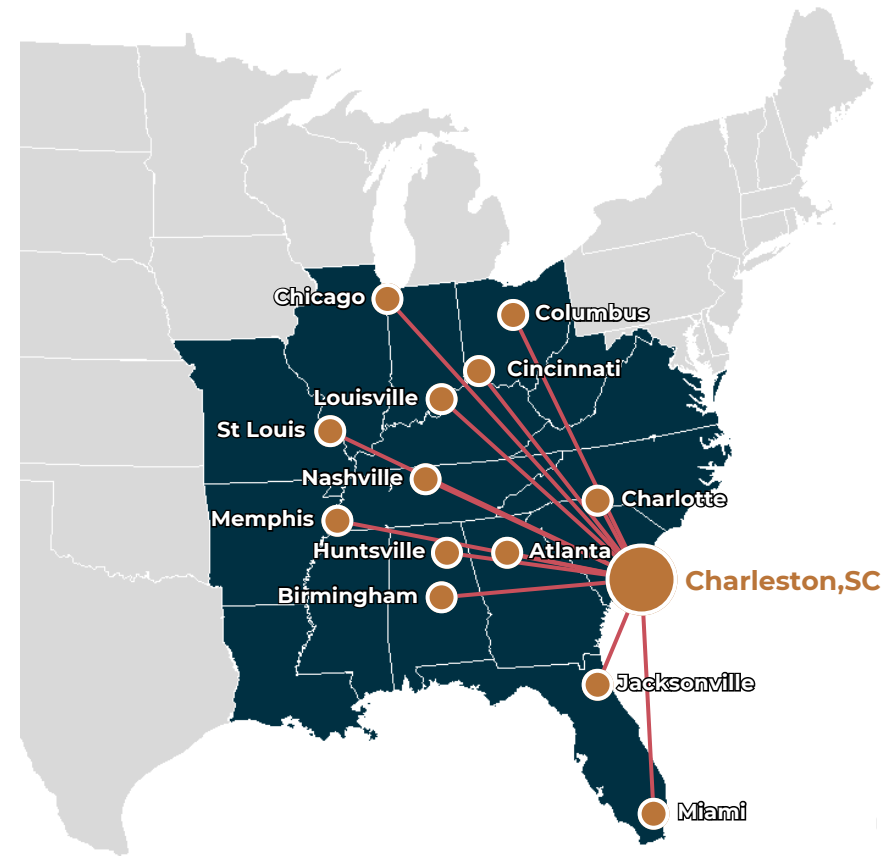 Chicago
Columbus
Cincinnati
Louisville
St Louis
Nashville
Charlotte
Memphis
Huntsville
Atlanta
Charleston,SC
Birmingham
Jacksonville
Miami